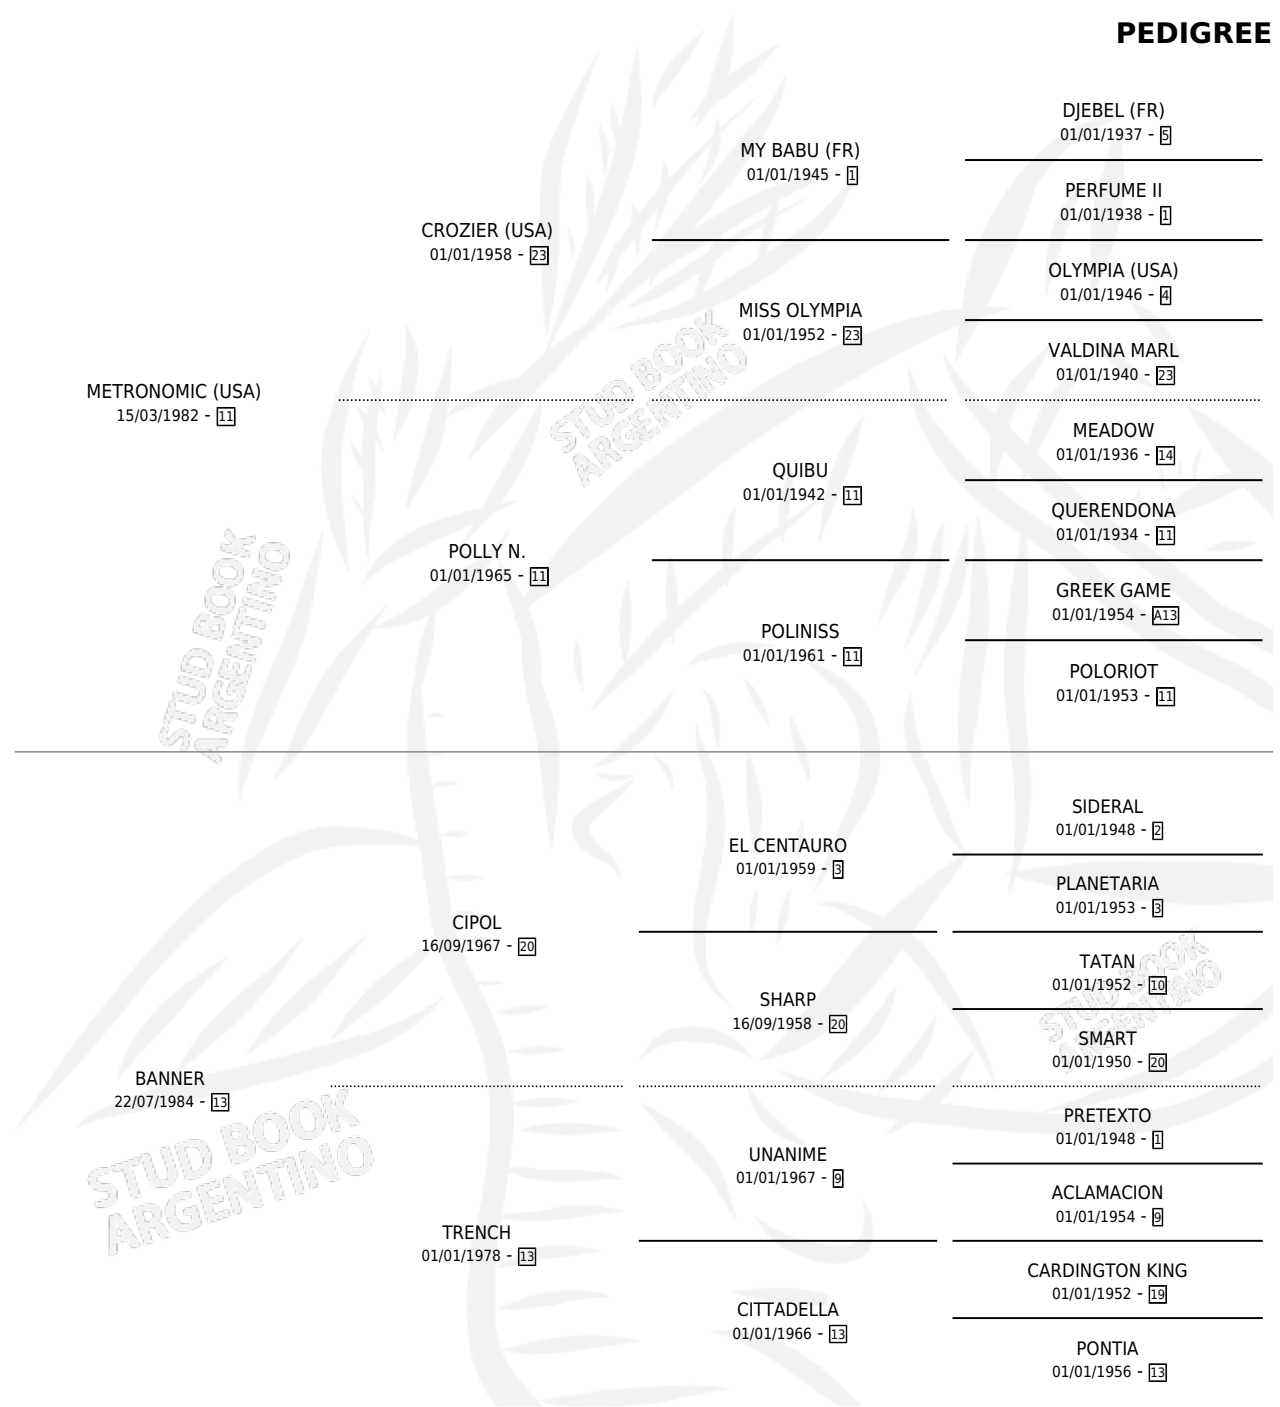 PEDIGREE
DJEBEL (FR)
01/01/1937 - 5
MY BABU (FR)
01/01/1945 - 1
PERFUME II
01/01/1938 - 1
CROZIER (USA)
01/01/1958 - 23
OLYMPIA (USA)
01/01/1946 - 4
MISS OLYMPIA
01/01/1952 - 23
VALDINA MARL
01/01/1940 - 23
METRONOMIC (USA)
15/03/1982 - 11
MEADOW
01/01/1936 - 14
QUIBU
01/01/1942 - 11
QUERENDONA
01/01/1934 - 11
POLLY N.
01/01/1965 - 11
GREEK GAME
01/01/1954 - A13
POLINISS
01/01/1961 - 11
POLORIOT
01/01/1953 - 11
SIDERAL
01/01/1948 - 2
EL CENTAURO
01/01/1959 - 3
PLANETARIA
01/01/1953 - 3
CIPOL
16/09/1967 - 20
TATAN
01/01/1952 - 10
SHARP
16/09/1958 - 20
SMART
01/01/1950 - 20
BANNER
22/07/1984 - 13
PRETEXTO
01/01/1948 - 1
UNANIME
01/01/1967 - 9
ACLAMACION
01/01/1954 - 9
TRENCH
01/01/1978 - 13
CARDINGTON KING
01/01/1952 - 19
CITTADELLA
01/01/1966 - 13
PONTIA
01/01/1956 - 13
STUD BOOK
ARGENTINO
STUD BOOK
ARGENTINO
STUD BOOK
ARGENTINO
STUD BOOK
ARGENTINO